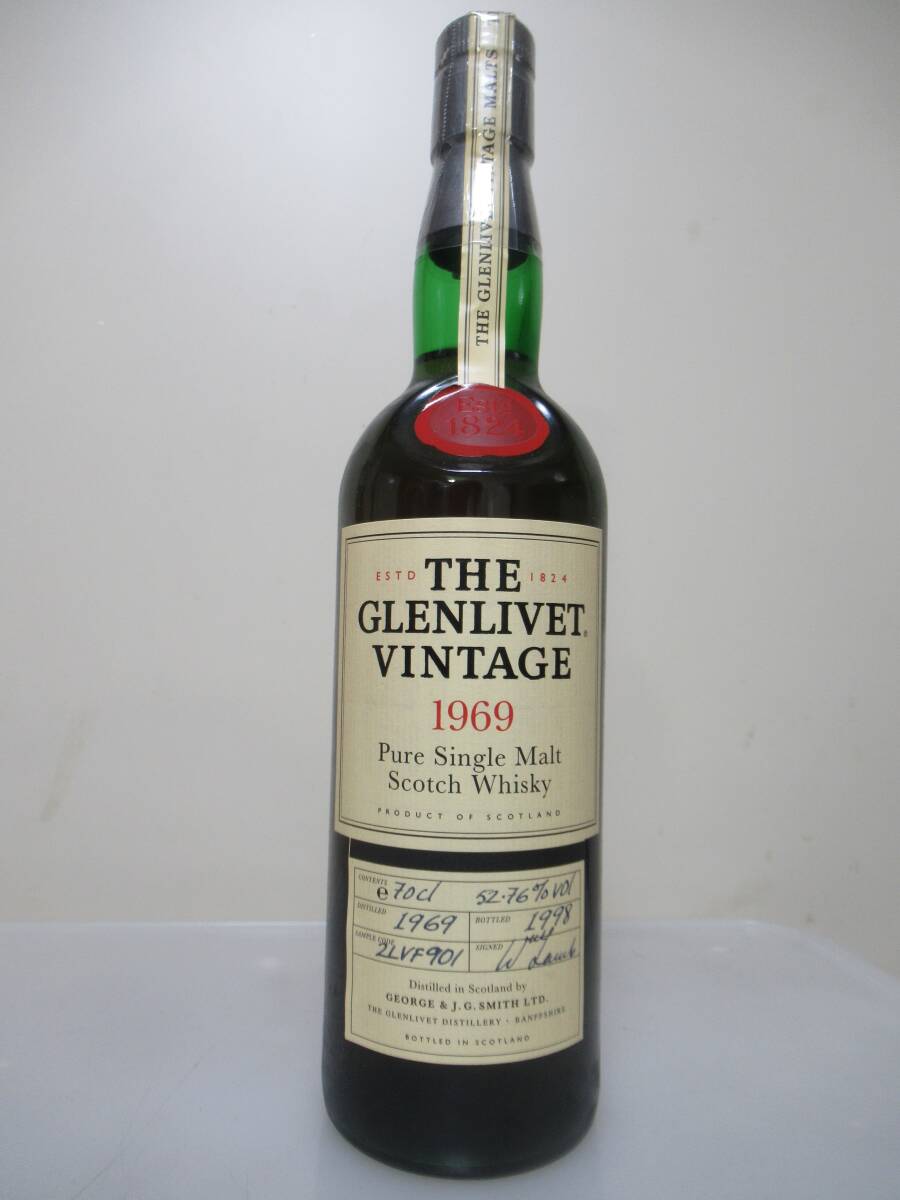 THE GLENLIVET VINTAGE MALTS
Estd
1824
ESTD THE 1824
GLENLIVET®
VINTAGE
1969
Pure Single Malt
Scotch Whisky
PRODUCT OF SCOTLAND
CONTENTS e 70cl 52.76% vol
DISTILLED 1969 BOTTLED 1998
SAMPLE CODE 2LVF901 SIGNED W Lamb
Distilled in Scotland by
GEORGE & J. G. SMITH LTD.
THE GLENLIVET DISTILLERY · BANFFSHIRE
BOTTLED IN SCOTLAND